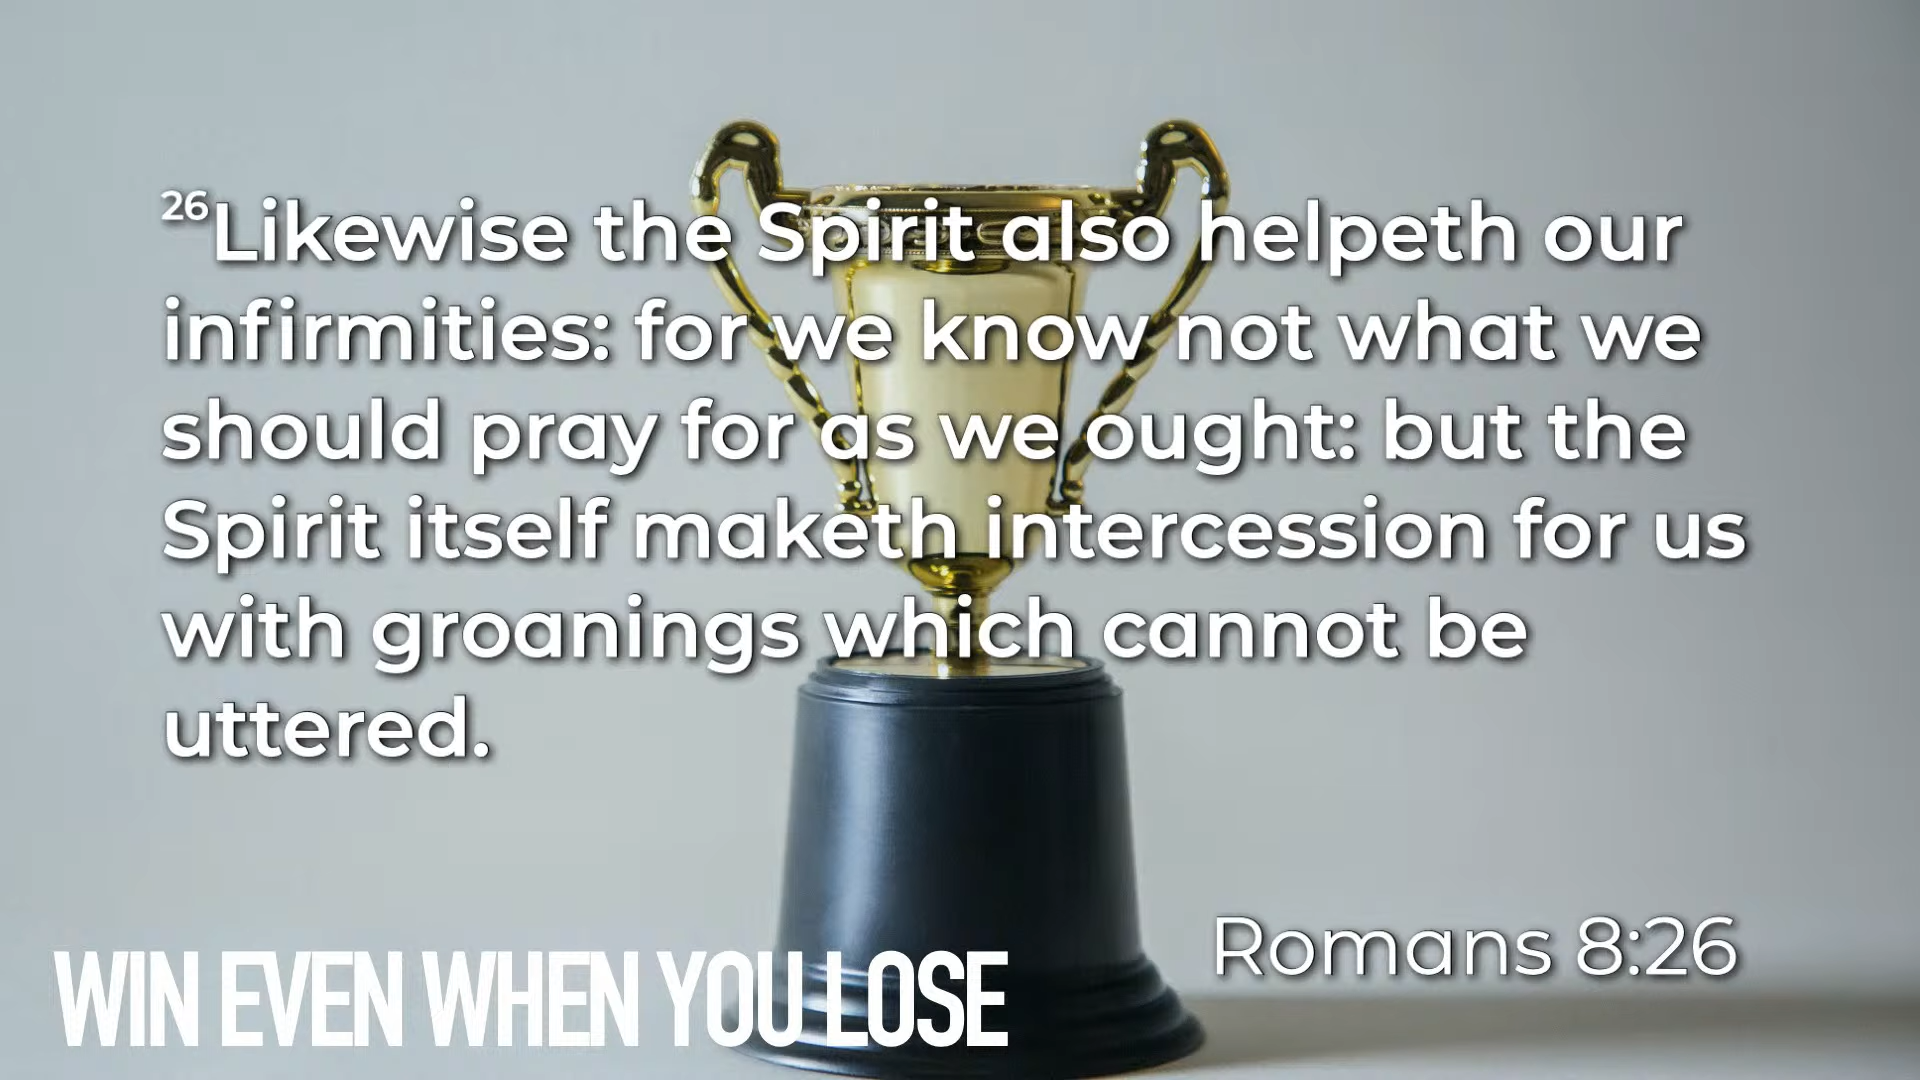 26Likewise the Spirit also helpeth our
infirmities: for we know not what we
should pray for as we ought: but the
Spirit itself maketh intercession for us
with groanings which cannot be
uttered.
Romans 8:26
WIN EVEN WHEN YOU LOSE